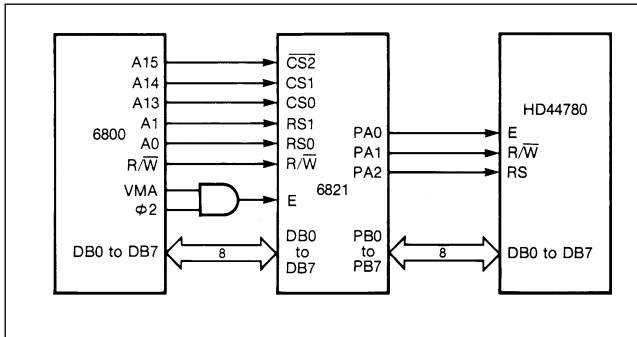 A15
A14
A13
A1
6800
A0
R/W̅
VMA
Φ2
DB0 to DB7
8
C̅S̅2̅
CS1
CS0
RS1
RS0
R/W̅
E
6821
DB0
to
DB7
PA0
PA1
PA2
PB0
to
PB7
8
HD44780
E
R/W̅
RS
DB0 to DB7